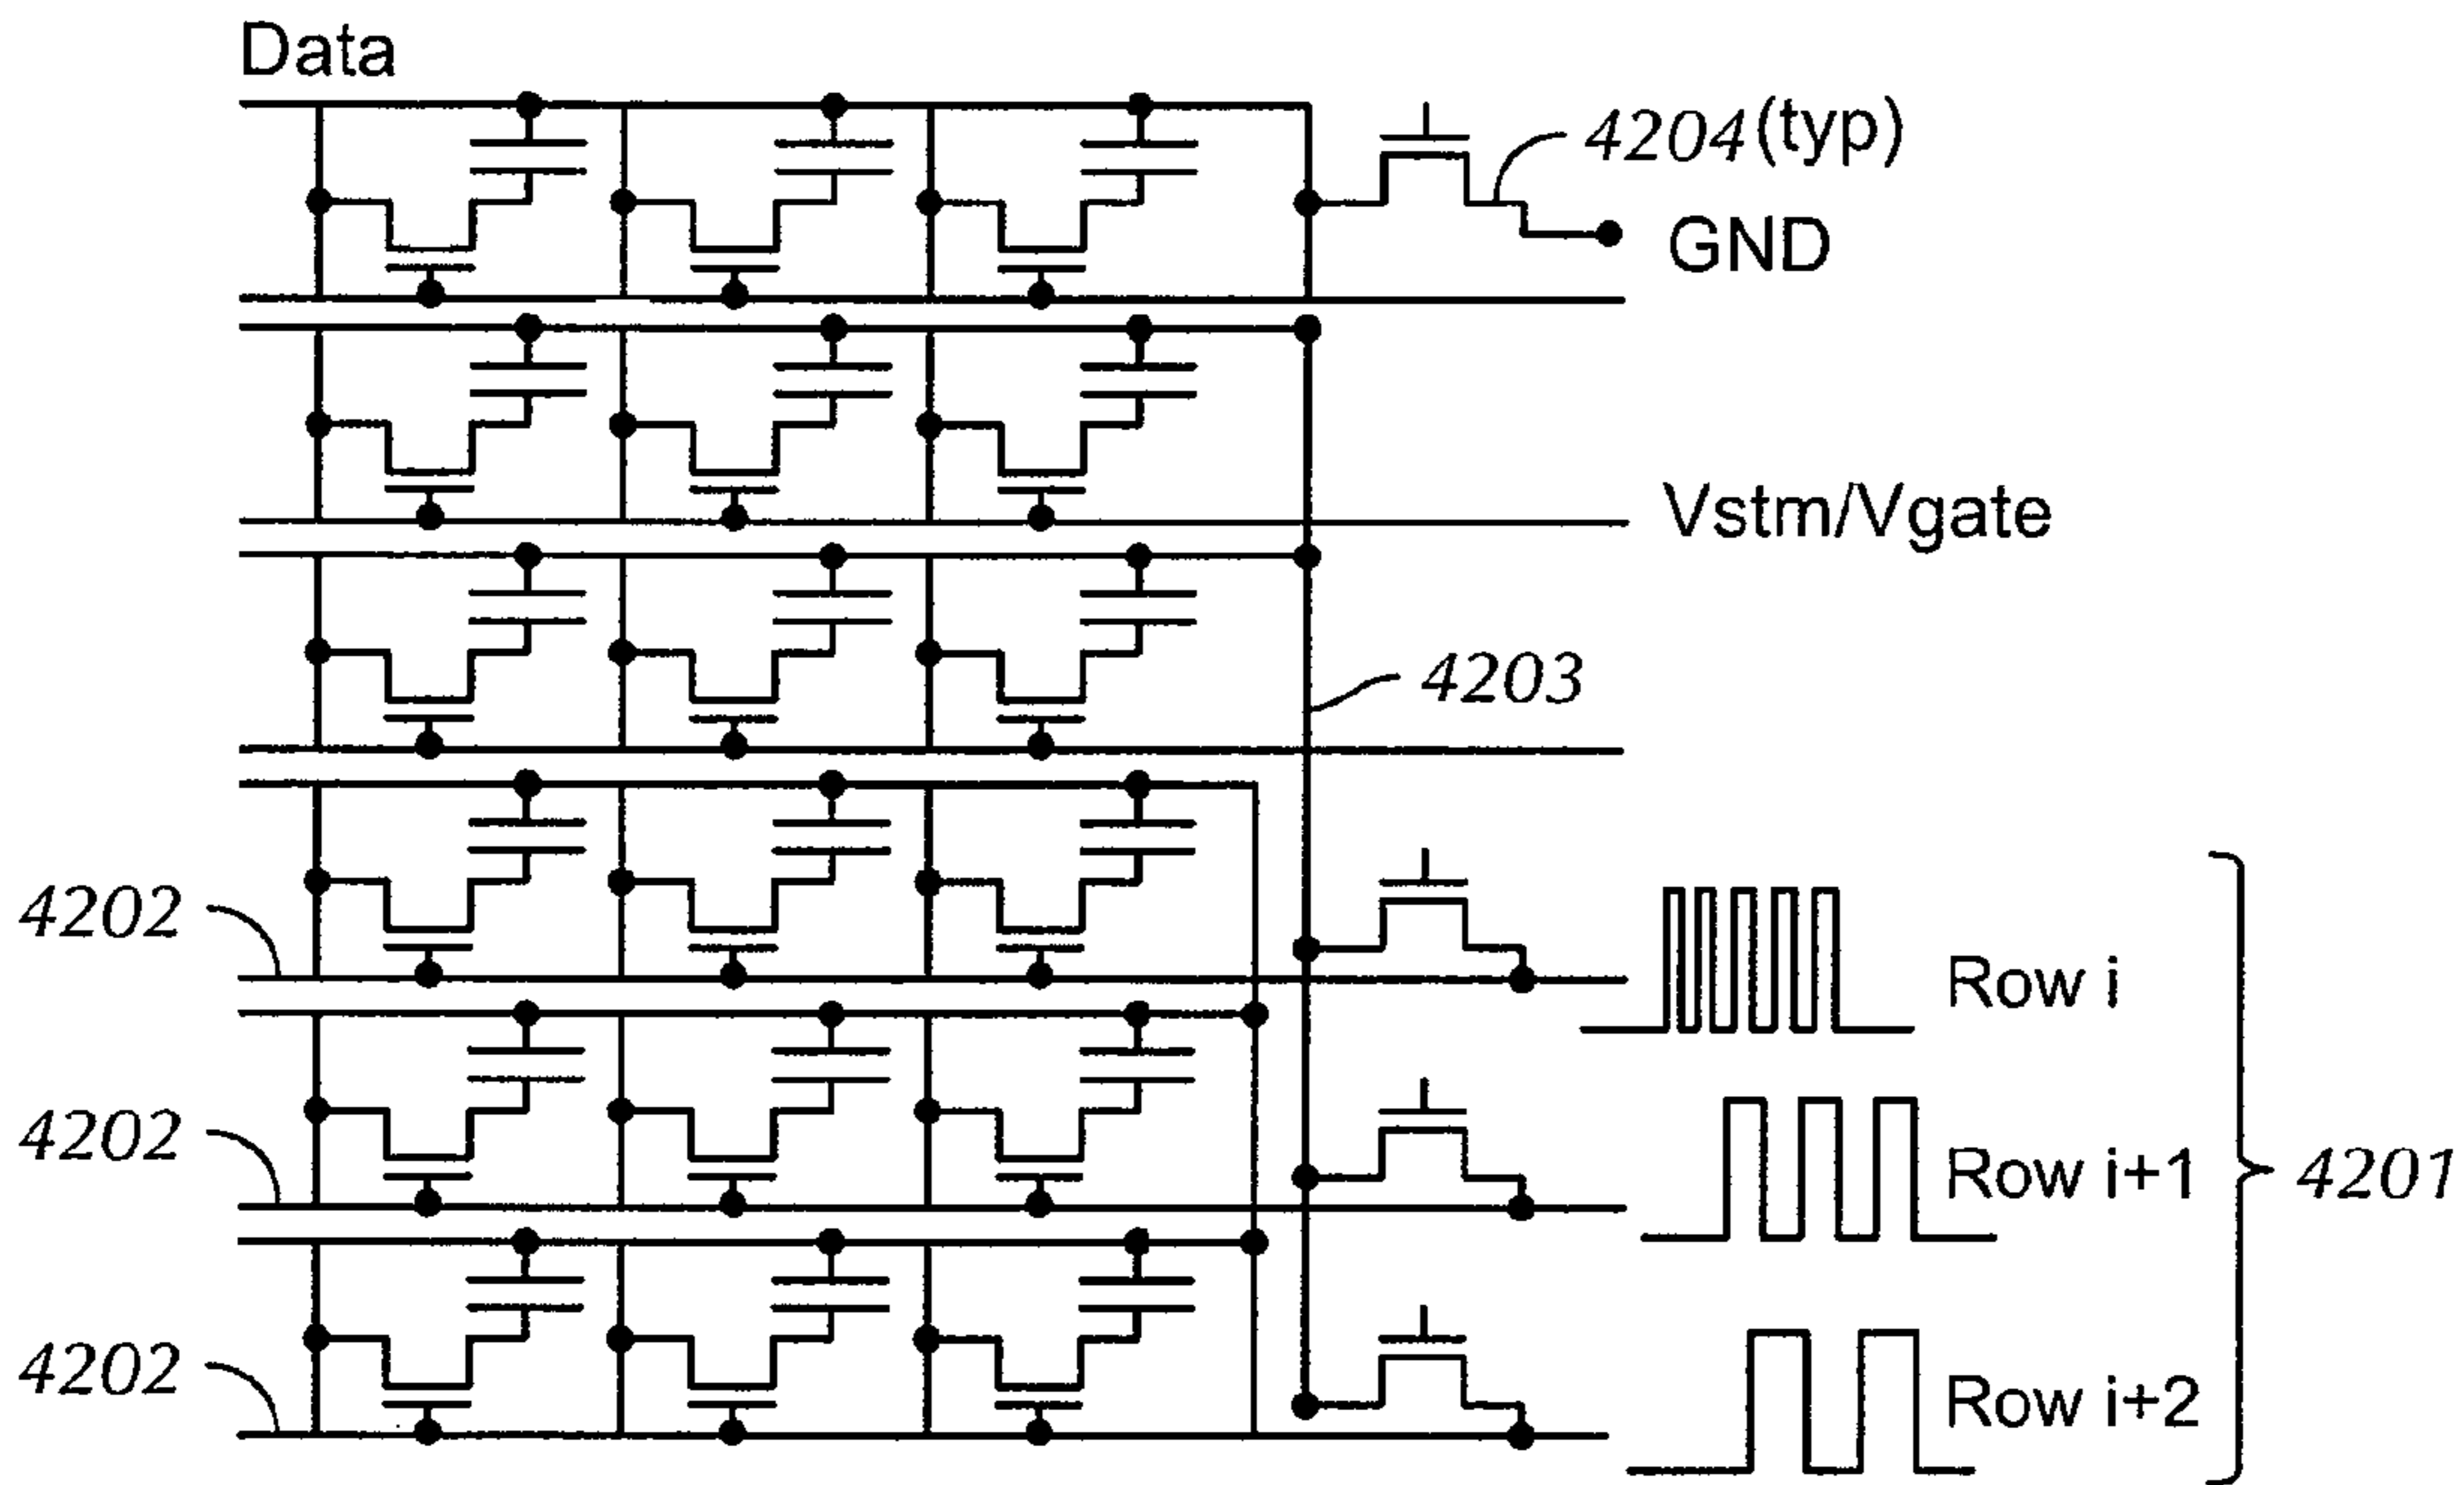 Data
4204 (typ)
GND
Vstm/Vgate
4203
4202
Row i
4202
Row i+1
4201
4202
Row i+2